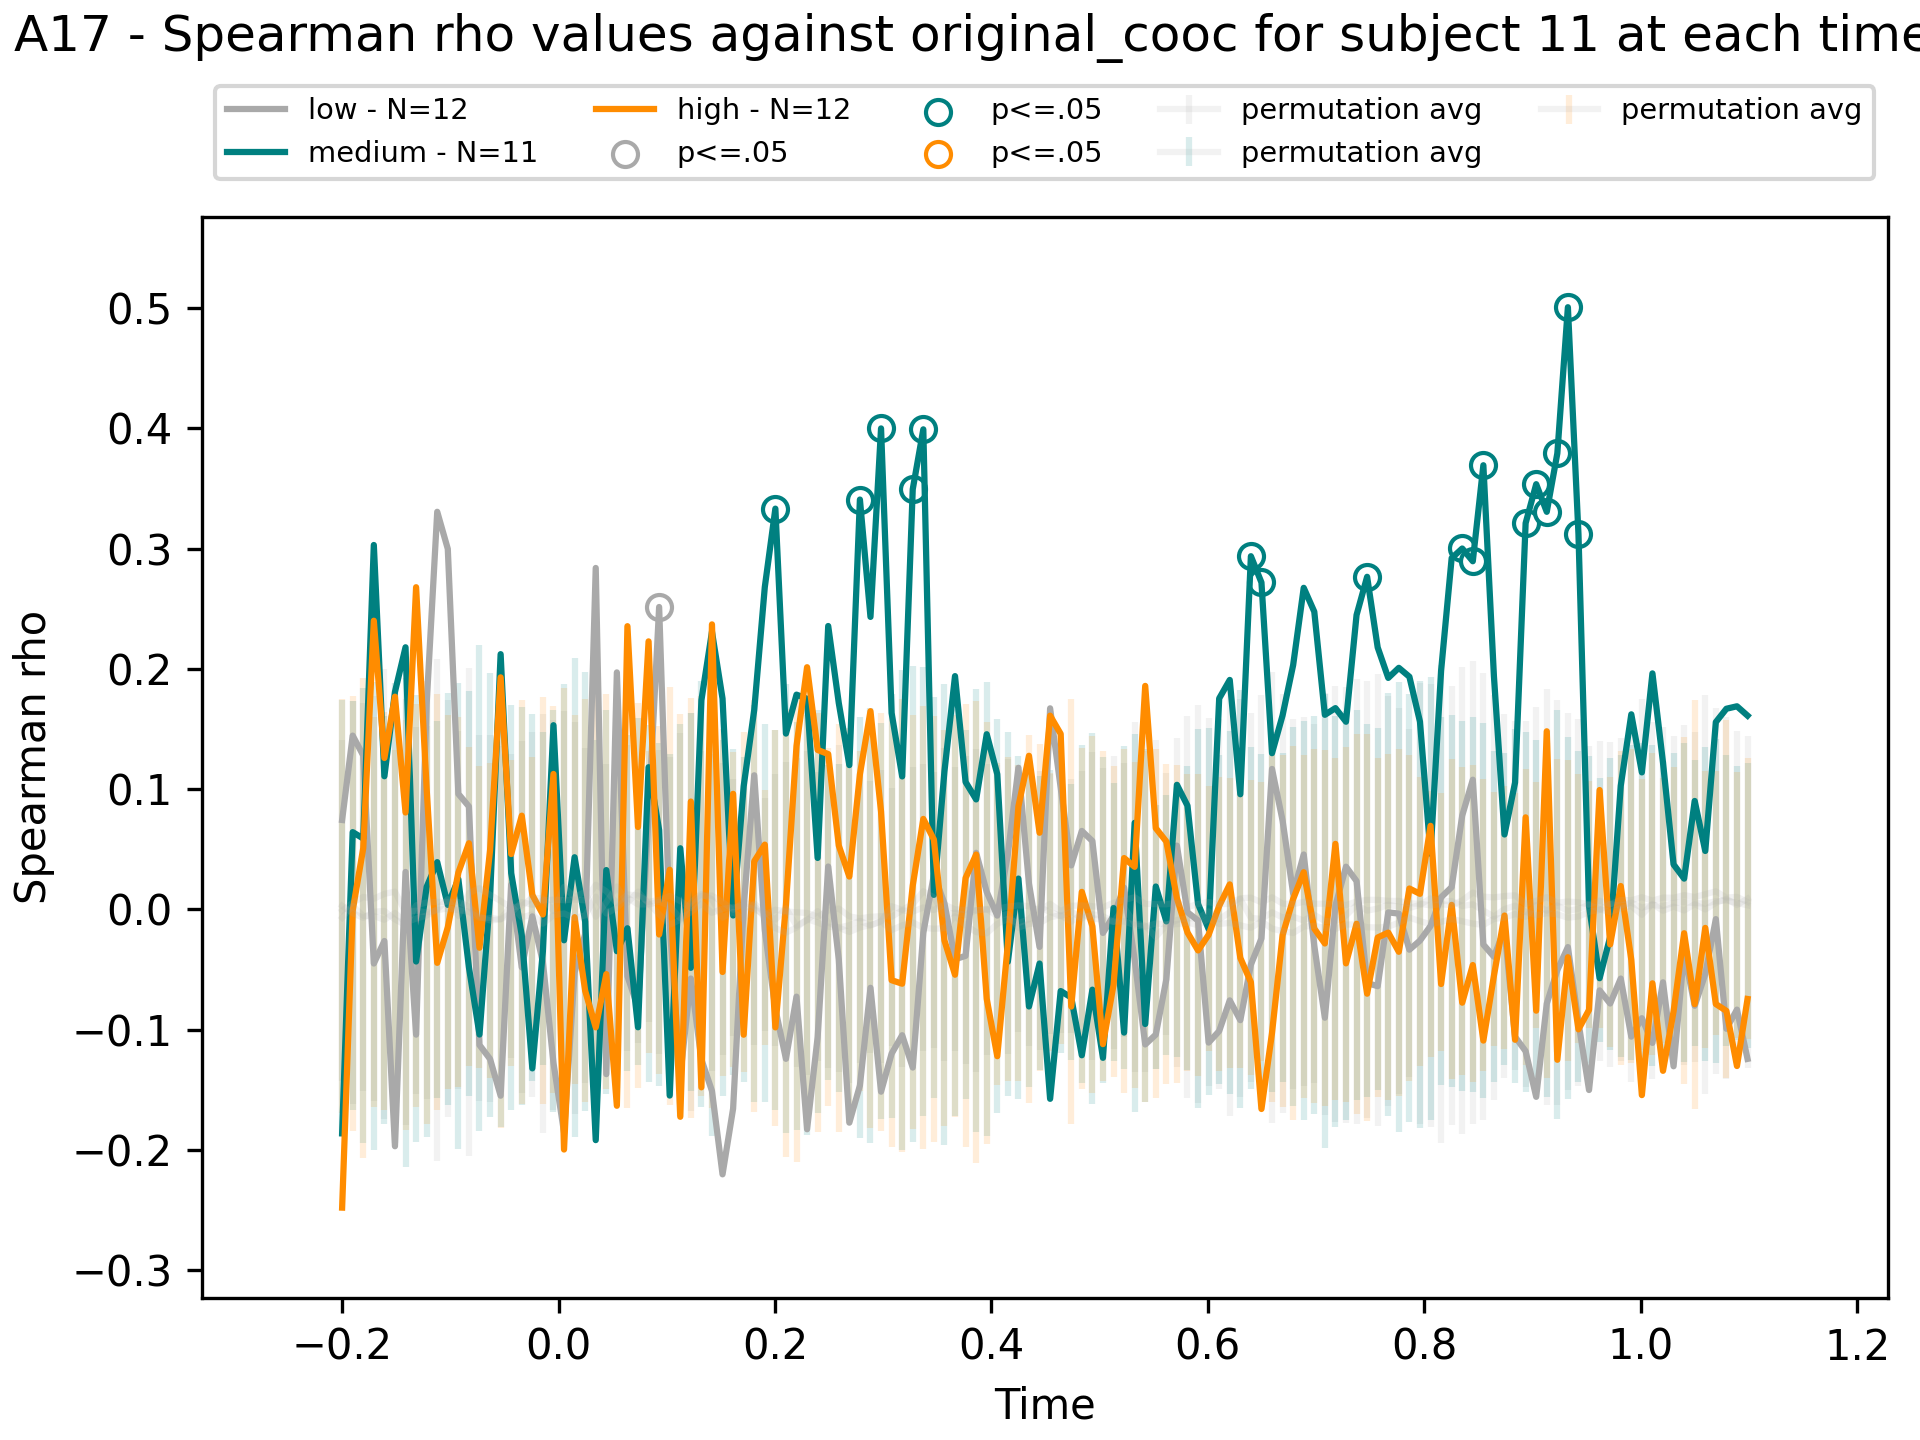 A17 - Spearman rho values against original_cooc for subject 11 at each time
low - N=12
medium - N=11
high - N=12
p<=.05
p<=.05
p<=.05
permutation avg
permutation avg
permutation avg
Spearman rho
0.5
0.4
0.3
0.2
0.1
0.0
−0.1
−0.2
−0.3
−0.2 0.0 0.2 0.4 0.6 0.8 1.0 1.2
Time